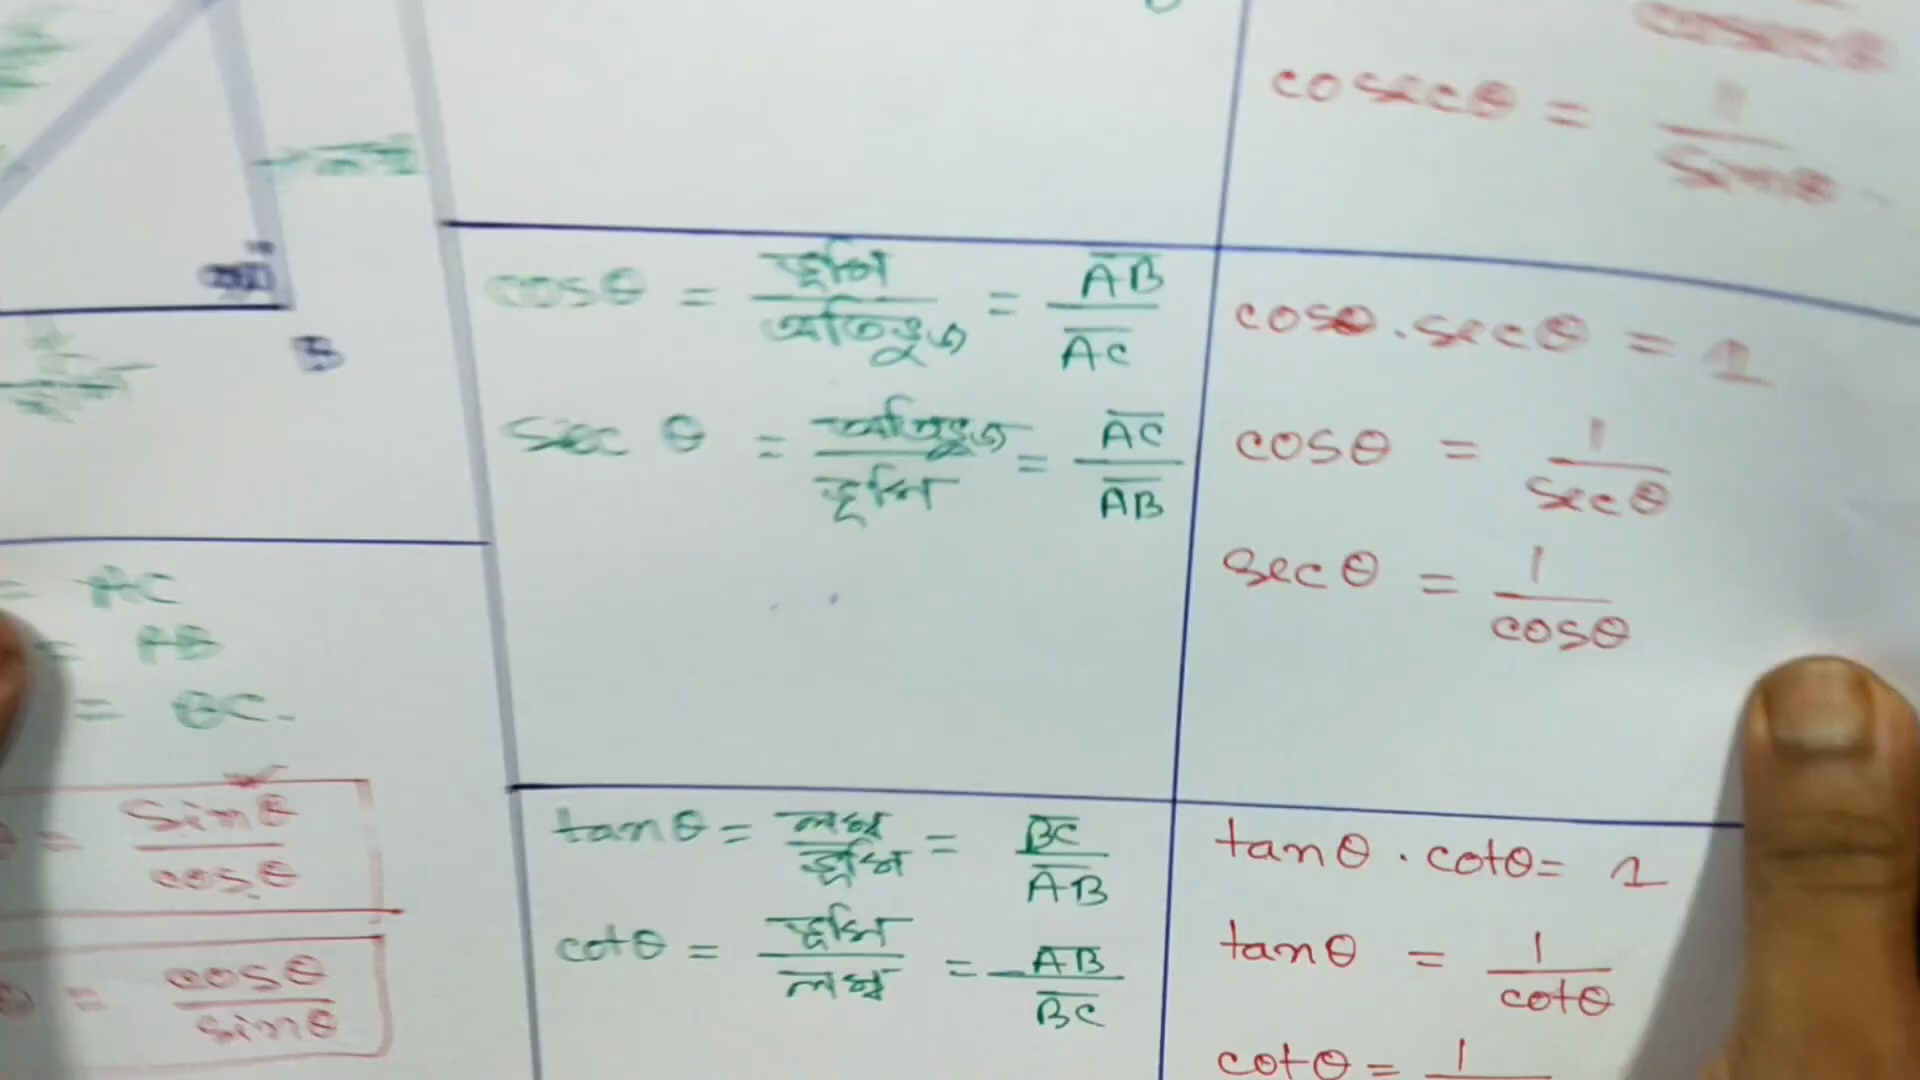 cosecθ = 1/sinθ
cosθ = ভূমি/অতিভূজ = AB/AC
cosθ.secθ = 1
sec θ = অতিভূজ/ভূমি = AC/AB
cosθ = 1/secθ
secθ = 1/cosθ
B
= AC
= AB
= BC.
= sinθ/cosθ
= cosθ/sinθ
tanθ = লম্ব/ভূমি = BC/AB
tanθ . cotθ = 1
cotθ = ভূমি/লম্ব = AB/BC
tanθ = 1/cotθ
cotθ = 1